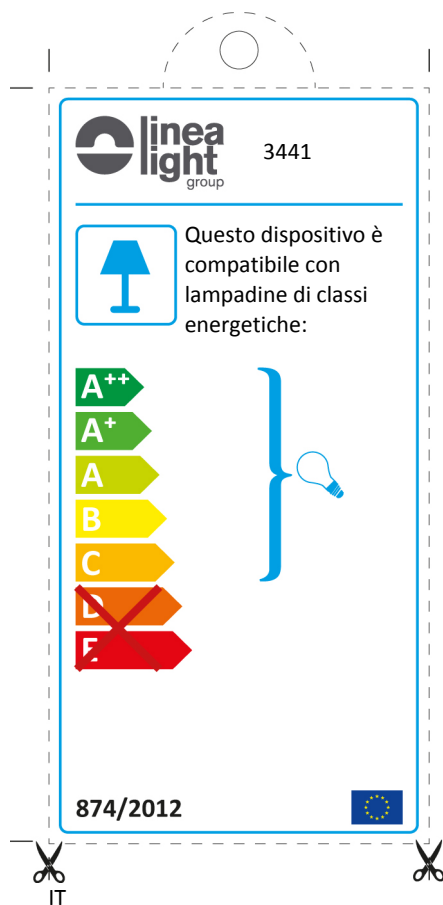 linea
light
group
3441
Questo dispositivo è
compatibile con
lampadine di classi
energetiche:
A++
A+
A
B
C
D
E
874/2012
IT